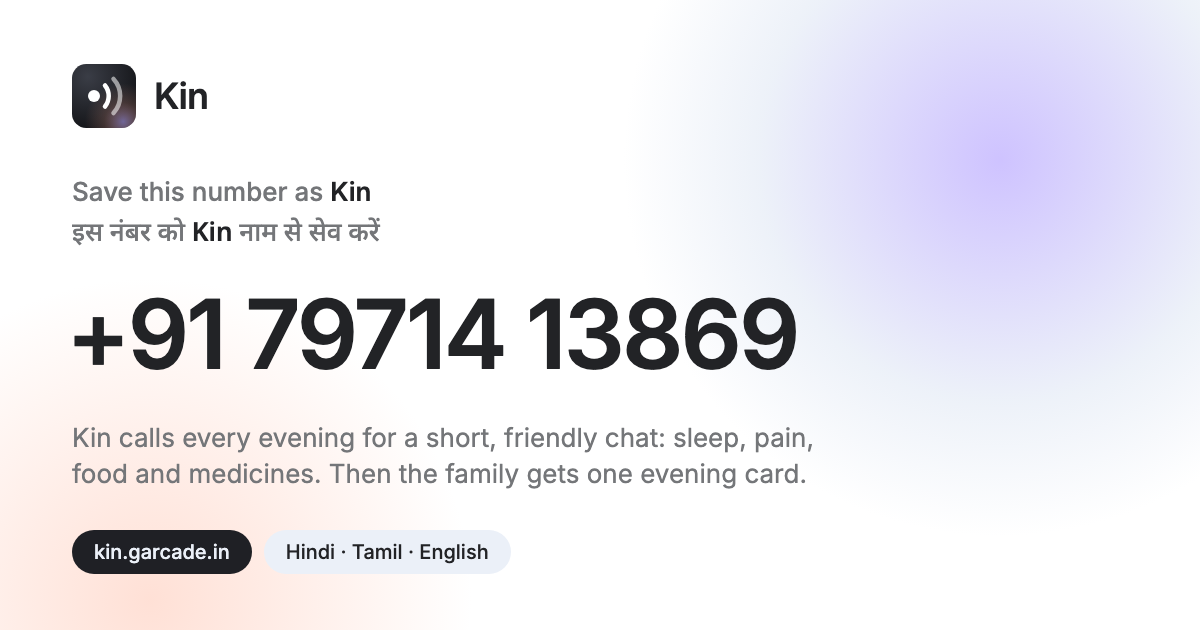 Kin
Save this number as Kin
इस नंबर को Kin नाम से सेव करें
+91 79714 13869
Kin calls every evening for a short, friendly chat: sleep, pain,
food and medicines. Then the family gets one evening card.
kin.garcade.in
Hindi · Tamil · English